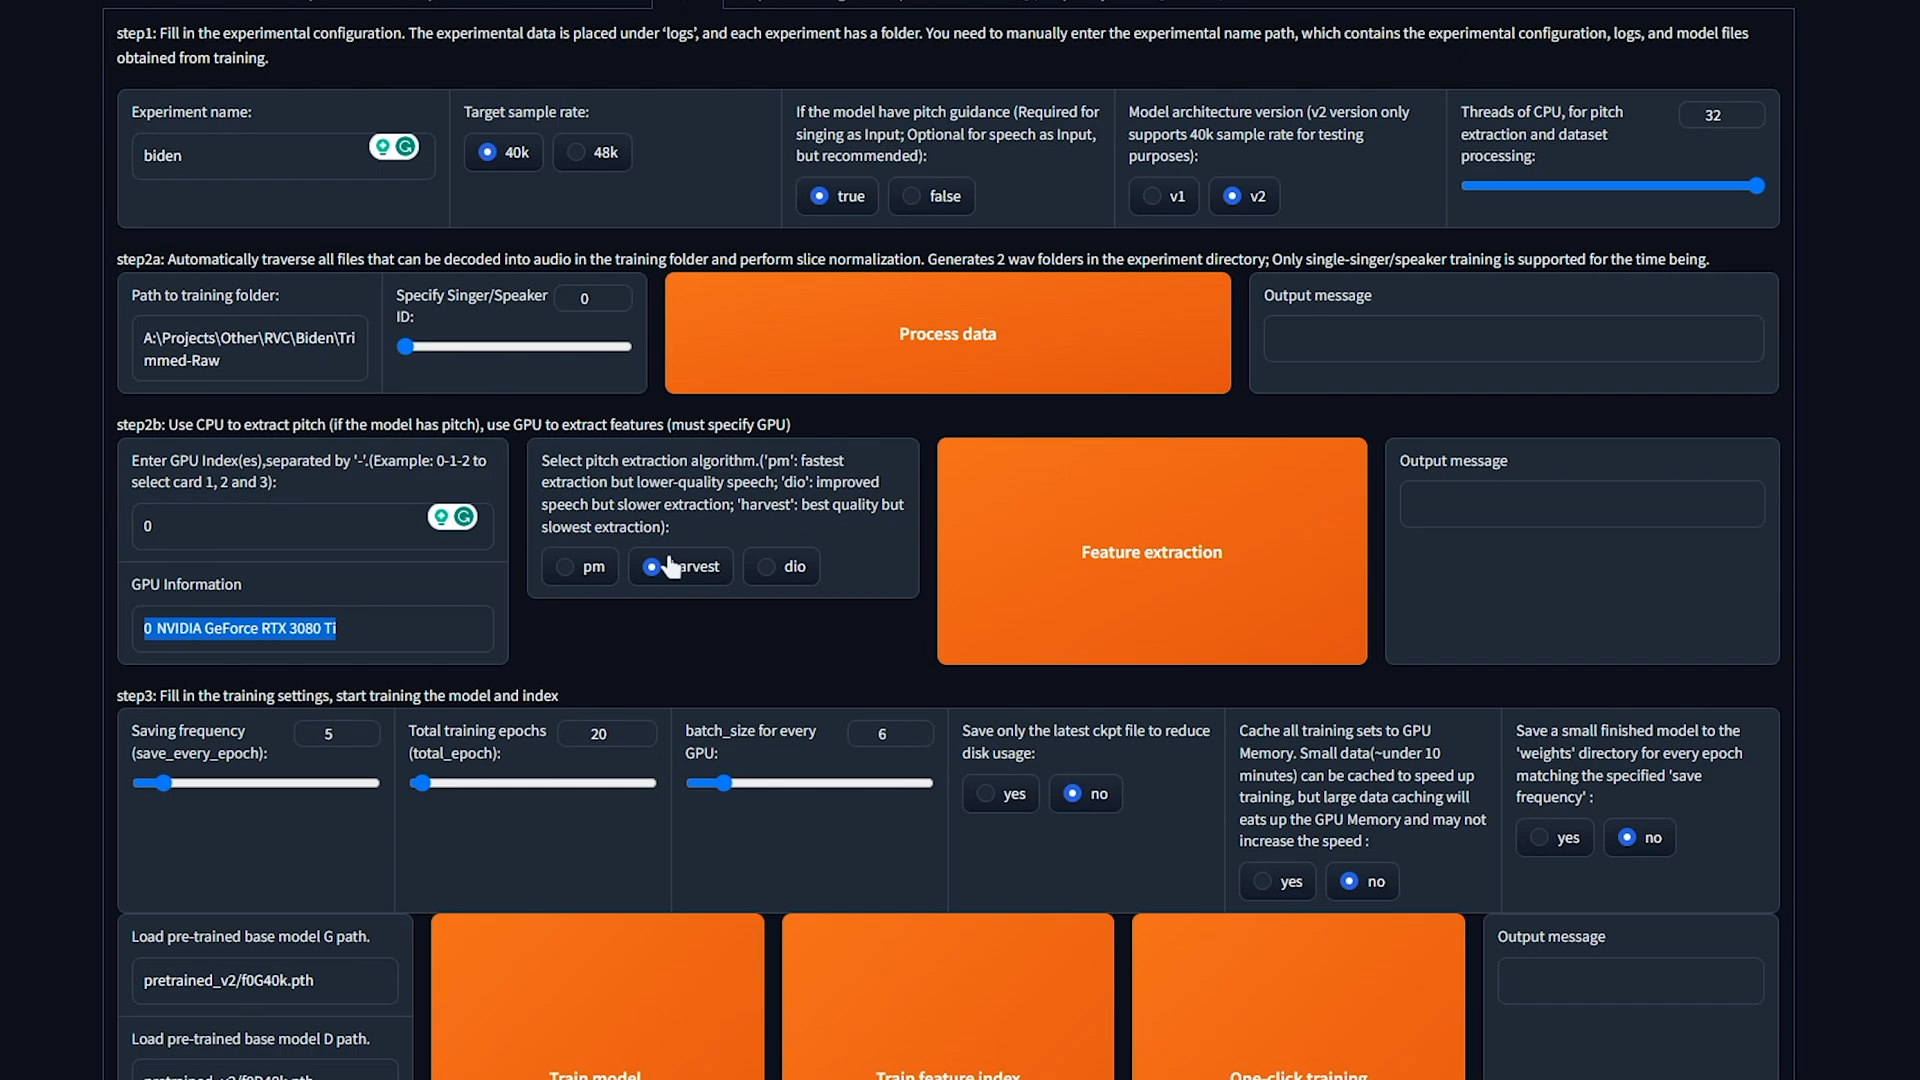 step1: Fill in the experimental configuration. The experimental data is placed under ‘logs’, and each experiment has a folder. You need to manually enter the experimental name path, which contains the experimental configuration, logs, and model files
obtained from training.
Experiment name:
biden
Target sample rate:
40k
48k
If the model have pitch guidance (Required for
singing as Input; Optional for speech as Input,
but recommended):
true
false
Model architecture version (v2 version only
supports 40k sample rate for testing
purposes):
v1
v2
Threads of CPU, for pitch
extraction and dataset
processing:
32
step2a: Automatically traverse all files that can be decoded into audio in the training folder and perform slice normalization. Generates 2 wav folders in the experiment directory; Only single-singer/speaker training is supported for the time being.
Path to training folder:
A:\Projects\Other\RVC\Biden\Tri
mmed-Raw
Specify Singer/Speaker
ID:
0
Process data
Output message
step2b: Use CPU to extract pitch (if the model has pitch), use GPU to extract features (must specify GPU)
Enter GPU Index(es),separated by '-'.(Example: 0-1-2 to
select card 1, 2 and 3):
0
GPU Information
0 NVIDIA GeForce RTX 3080 Ti
Select pitch extraction algorithm.('pm': fastest
extraction but lower-quality speech; 'dio': improved
speech but slower extraction; 'harvest': best quality but
slowest extraction):
pm
arvest
dio
Feature extraction
Output message
step3: Fill in the training settings, start training the model and index
Saving frequency
(save_every_epoch):
5
Total training epochs
(total_epoch):
20
batch_size for every
GPU:
6
Save only the latest ckpt file to reduce
disk usage:
yes
no
Cache all training sets to GPU
Memory. Small data(~under 10
minutes) can be cached to speed up
training, but large data caching will
eats up the GPU Memory and may not
increase the speed :
yes
no
Save a small finished model to the
'weights' directory for every epoch
matching the specified 'save
frequency' :
yes
no
Load pre-trained base model G path.
pretrained_v2/f0G40k.pth
Load pre-trained base model D path.
pretrained_v2/f0D40k.pth
Train model
Train feature index
One-click training
Output message